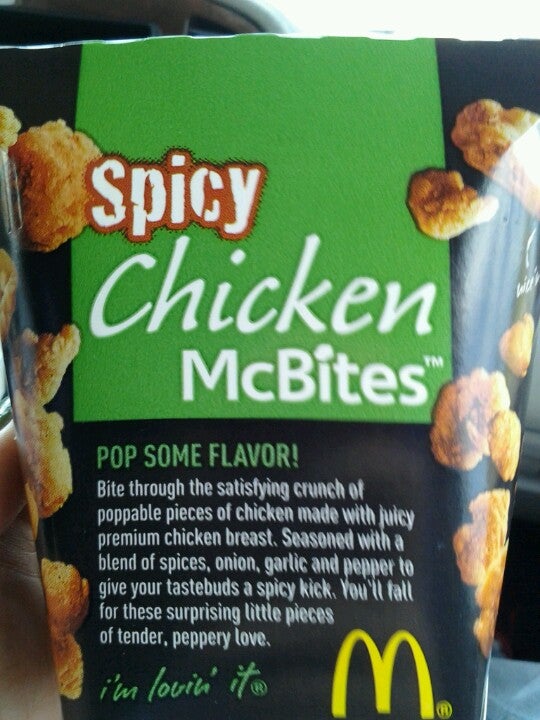 Spicy
Chicken
McBites™
POP SOME FLAVOR!
Bite through the satisfying crunch of
poppable pieces of chicken made with juicy
premium chicken breast. Seasoned with a
blend of spices, onion, garlic and pepper to
give your tastebuds a spicy kick. You'll fall
for these surprising little pieces
of tender, peppery love.
i'm lovin' it®
M®